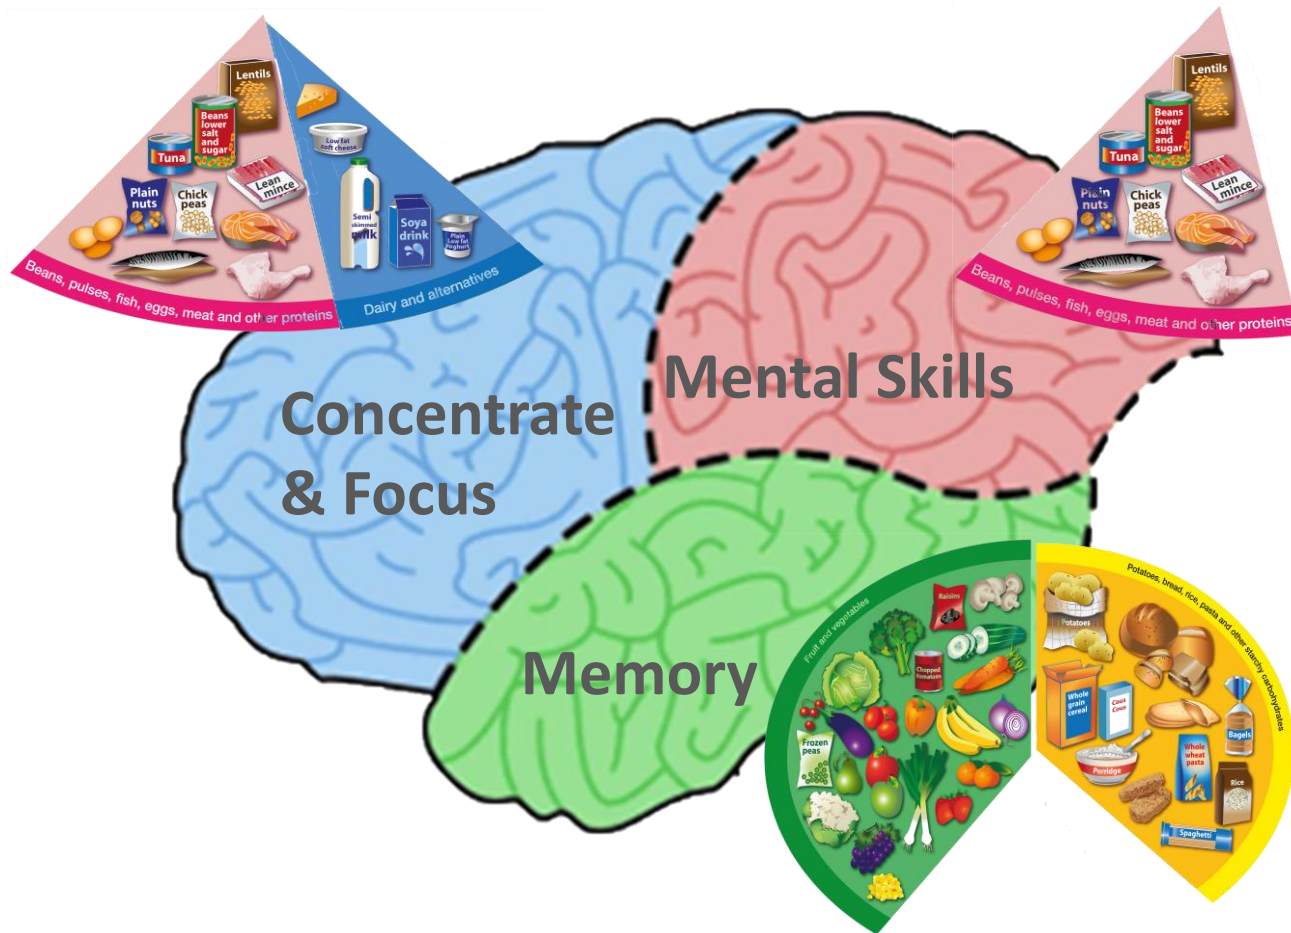 Lentils
Beans
lower
salt
and
sugar
Tuna
Lean
mince
Plain
nuts
Chick
peas
Beans, pulses, fish, eggs, meat and other proteins
Low fat
soft cheese
Semi
skimmed
milk
Soya
drink
Plain
Low fat
yoghurt
Dairy and alternatives
Lentils
Beans
lower
salt
and
sugar
Tuna
Lean
mince
Plain
nuts
Chick
peas
Beans, pulses, fish, eggs, meat and other proteins
Mental Skills
Concentrate
& Focus
Memory
Fruit and vegetables
Raisins
Chopped
tomatoes
Frozen
peas
Potatoes, bread, rice, pasta and other starchy carbohydrates
Potatoes
Whole
grain
cereal
Cous
Cous
Bagels
Porridge
Whole
wheat
pasta
Rice
Spaghetti